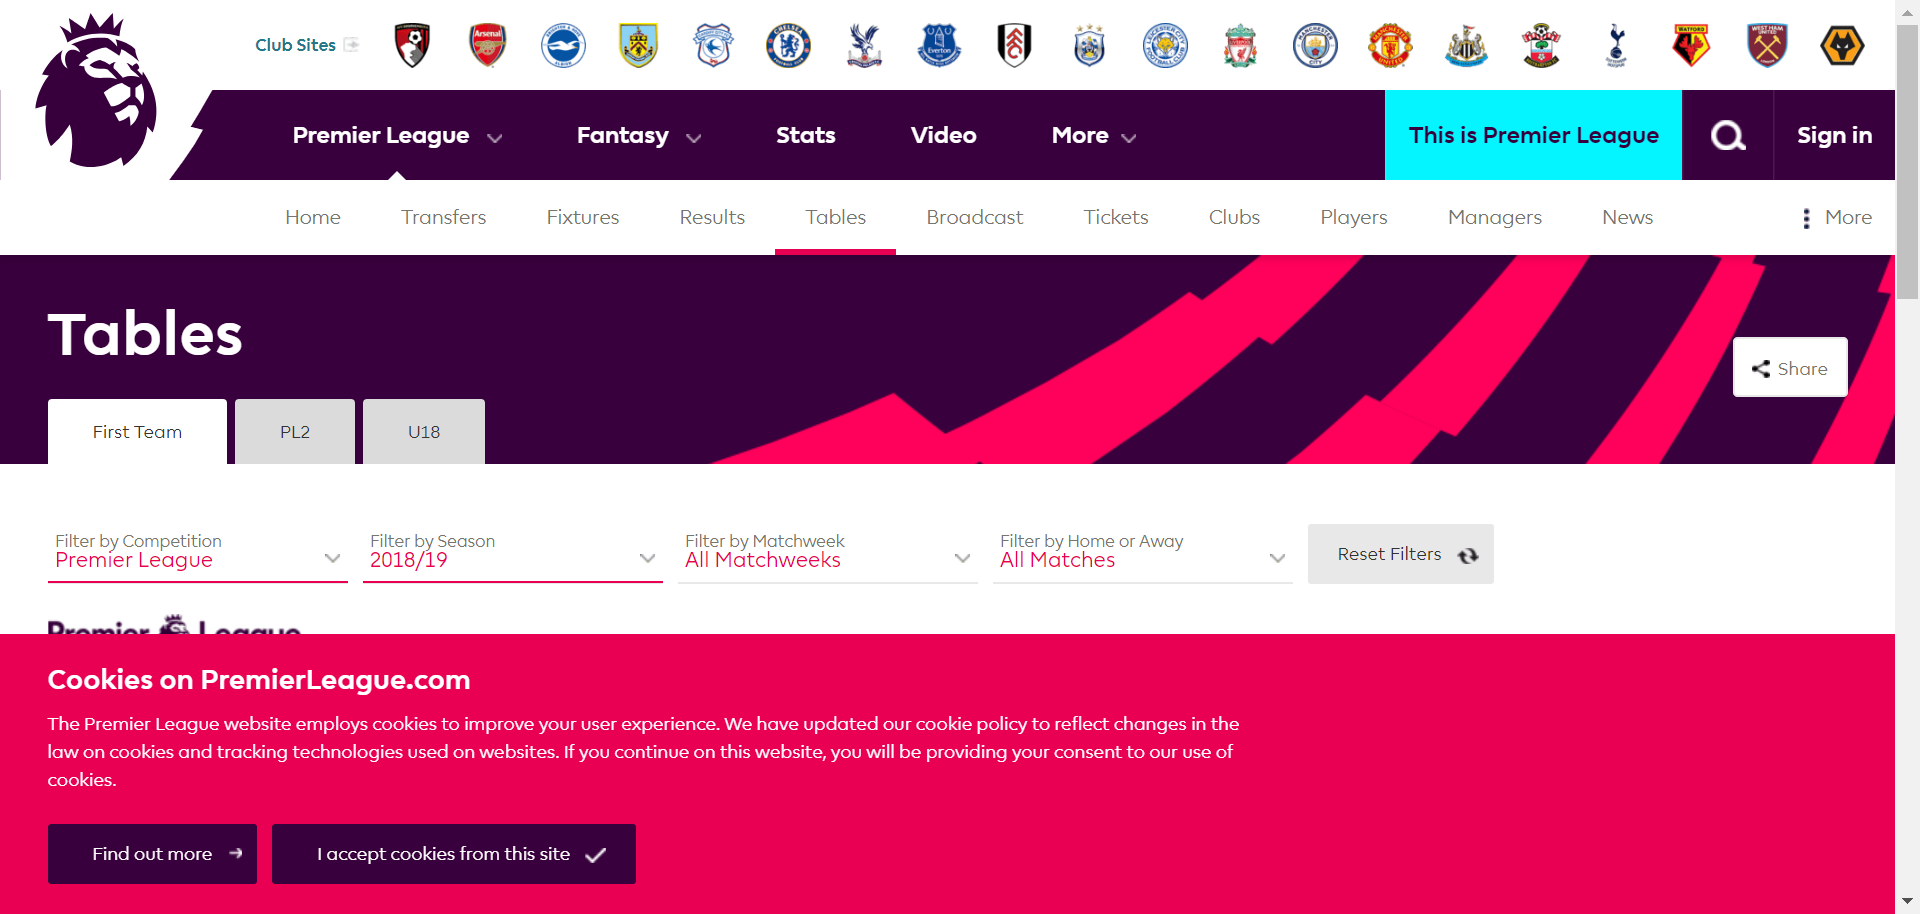 Club Sites
Premier League
Fantasy
Stats
Video
More
This is Premier League
Sign in
Home
Transfers
Fixtures
Results
Tables
Broadcast
Tickets
Clubs
Players
Managers
News
More
Tables
Share
First Team
PL2
U18
Filter by Competition
Premier League
Filter by Season
2018/19
Filter by Matchweek
All Matchweeks
Filter by Home or Away
All Matches
Reset Filters
Premier League
Cookies on PremierLeague.com
The Premier League website employs cookies to improve your user experience. We have updated our cookie policy to reflect changes in the
law on cookies and tracking technologies used on websites. If you continue on this website, you will be providing your consent to our use of
cookies.
Find out more
I accept cookies from this site